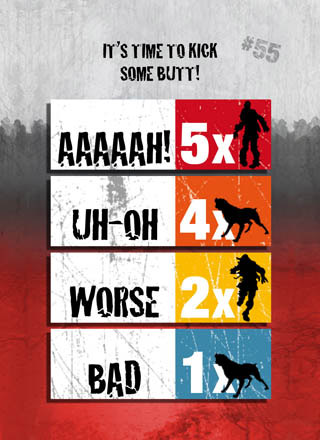 IT'S TIME TO KICK
SOME BUTT!
#55
AAAAAH! 5x
UH-OH 4x
WORSE 2x
BAD 1x